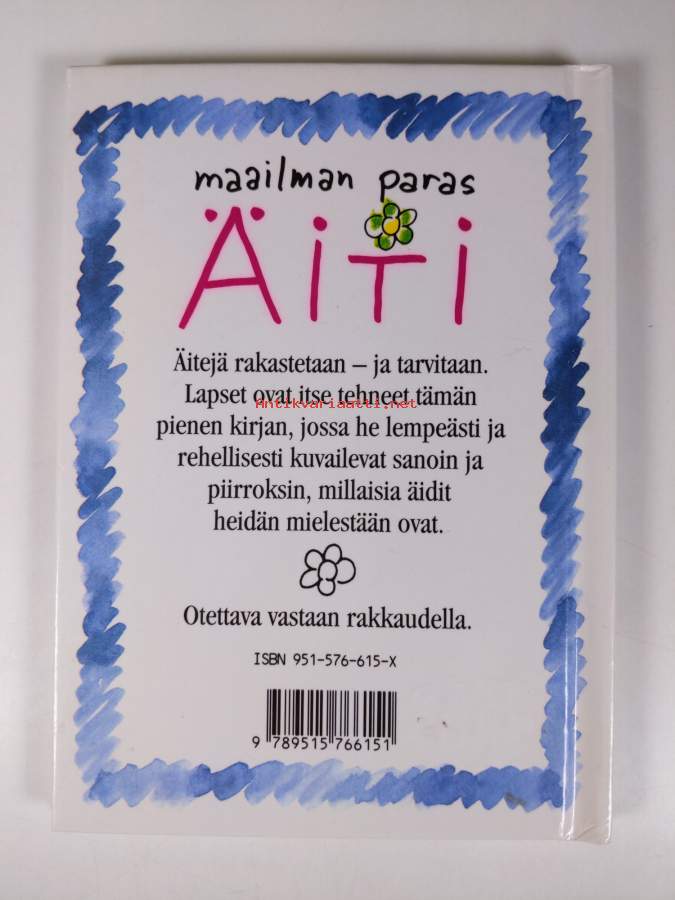 maailman paras
ÄiTi
Äitejä rakastetaan – ja tarvitaan.
Lapset ovat itse tehneet tämän
Antikvariaatti.net
pienen kirjan, jossa he lempeästi ja
rehellisesti kuvailevat sanoin ja
piirroksin, millaisia äidit
heidän mielestään ovat.
Otettava vastaan rakkaudella.
ISBN 951-576-615-X
9 789515 766151